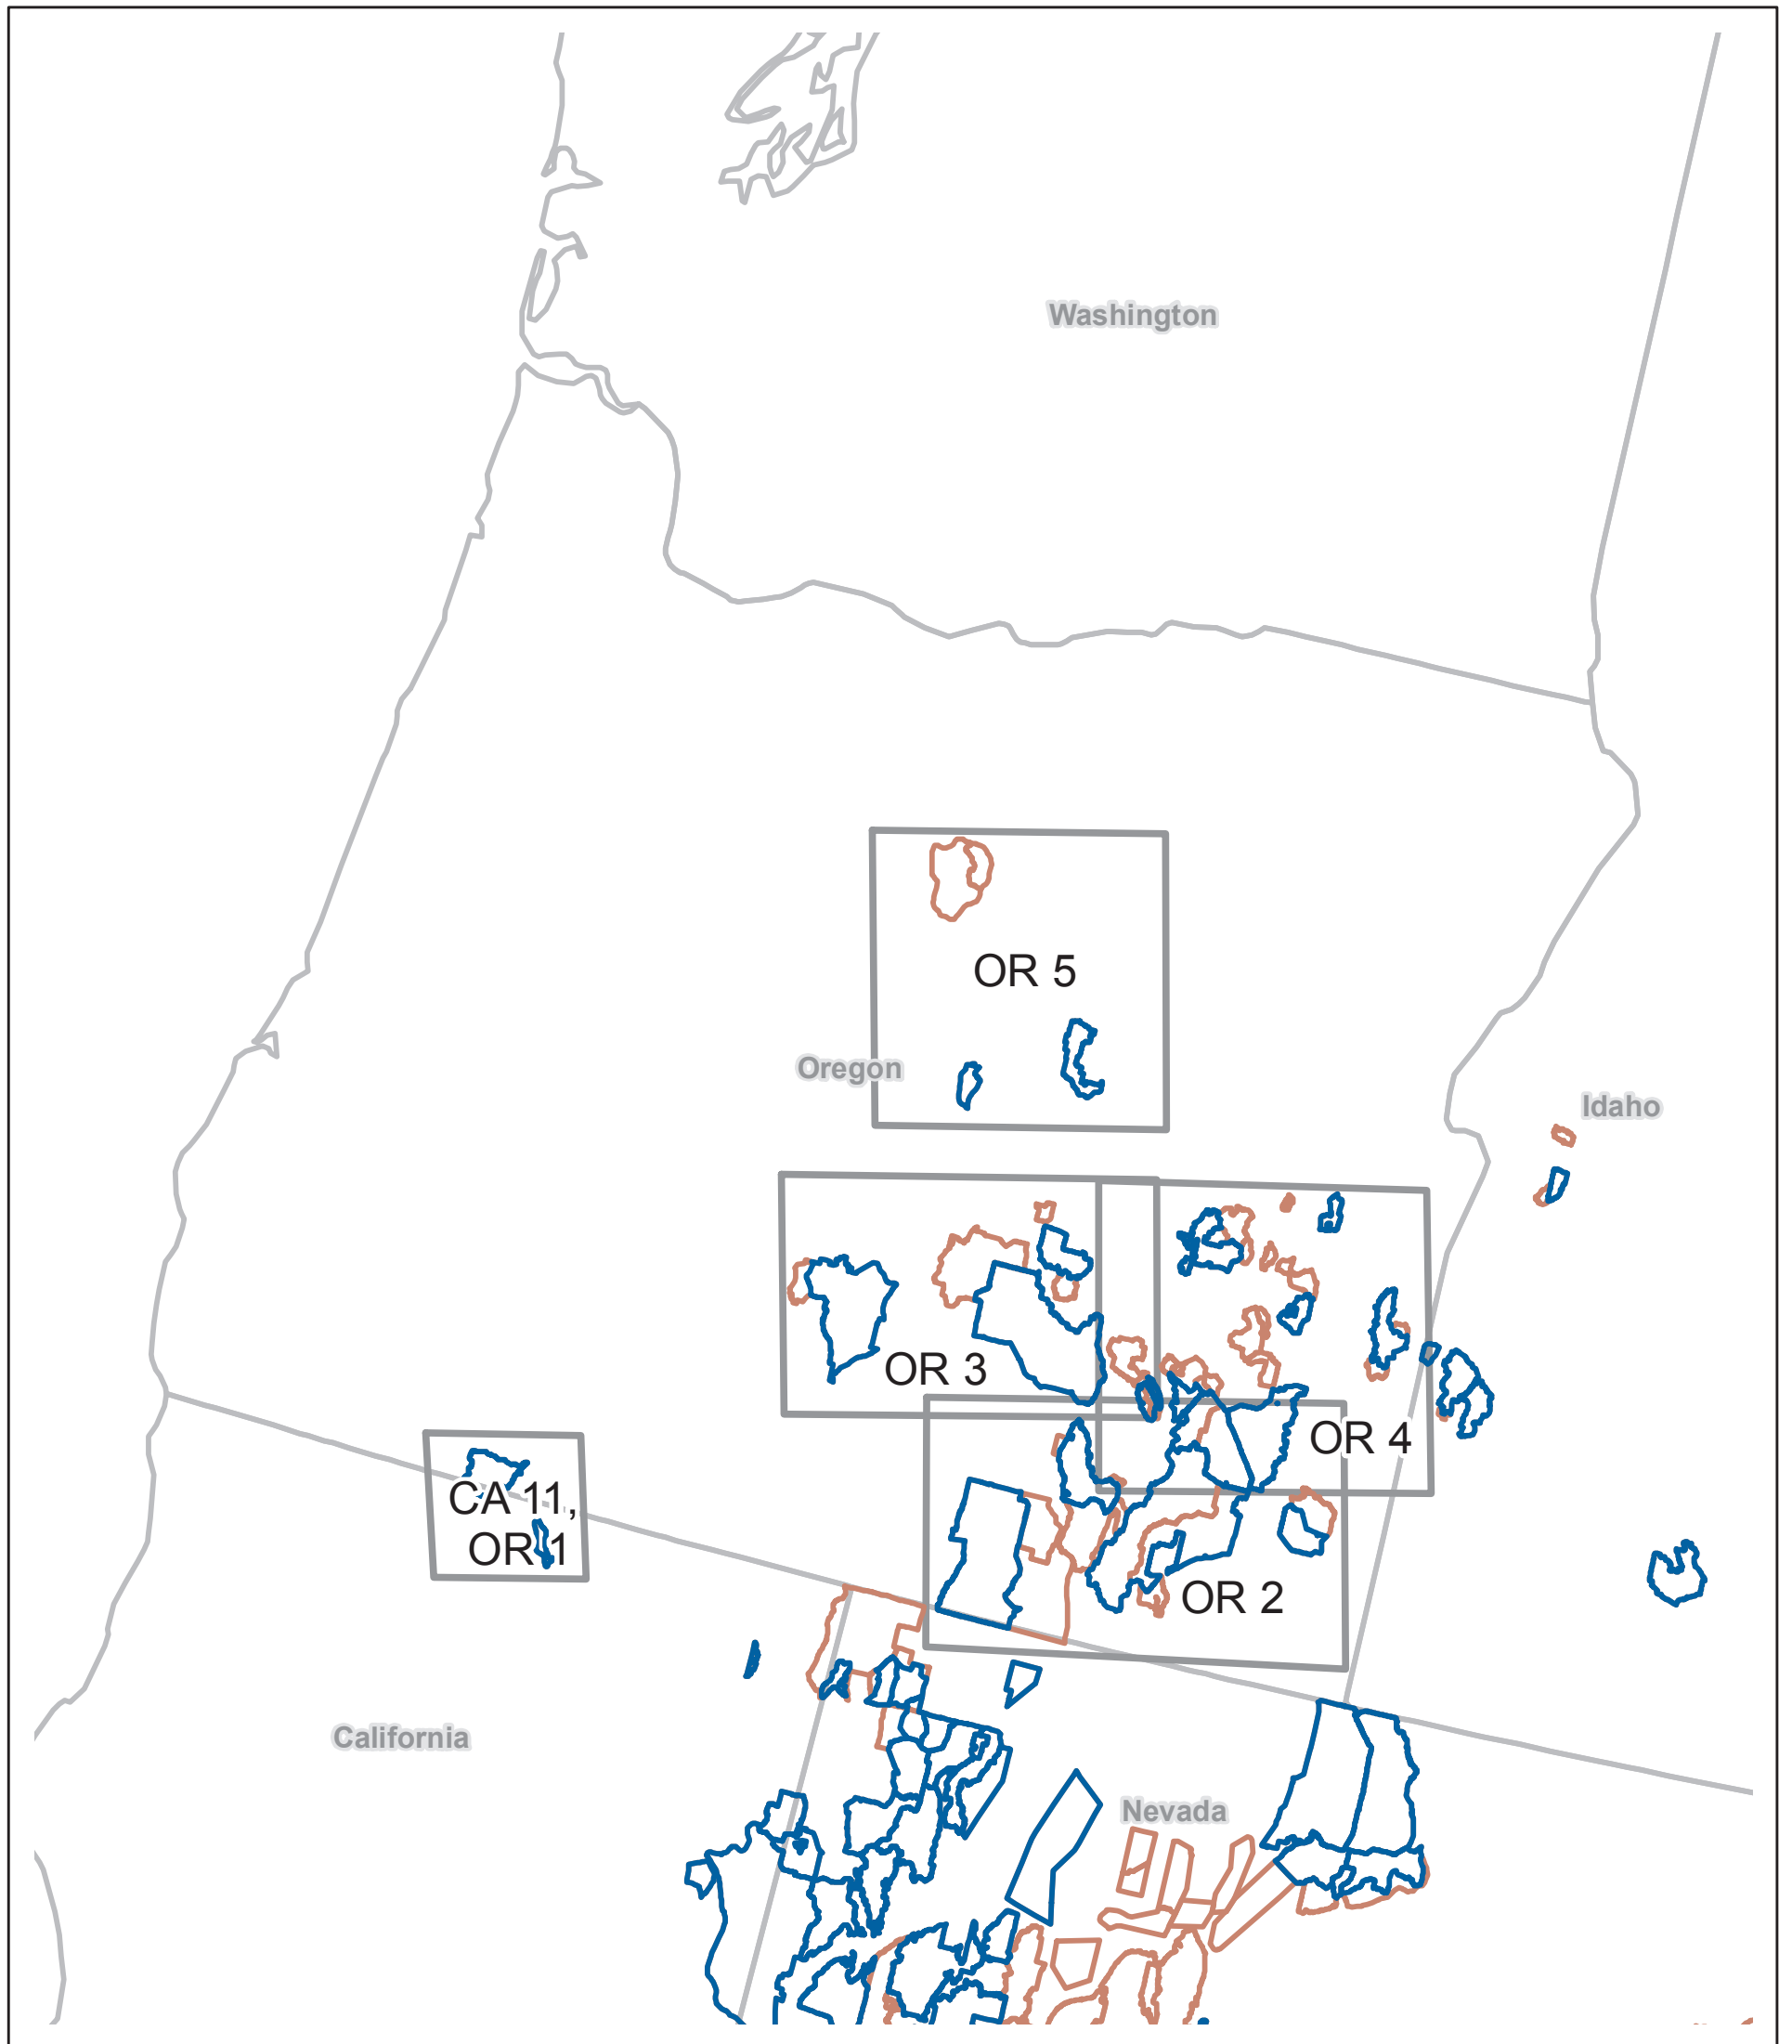 Washington
OR 5
Oregon
Idaho
OR 3
OR 4
CA 11,
OR 1
OR 2
California
Nevada